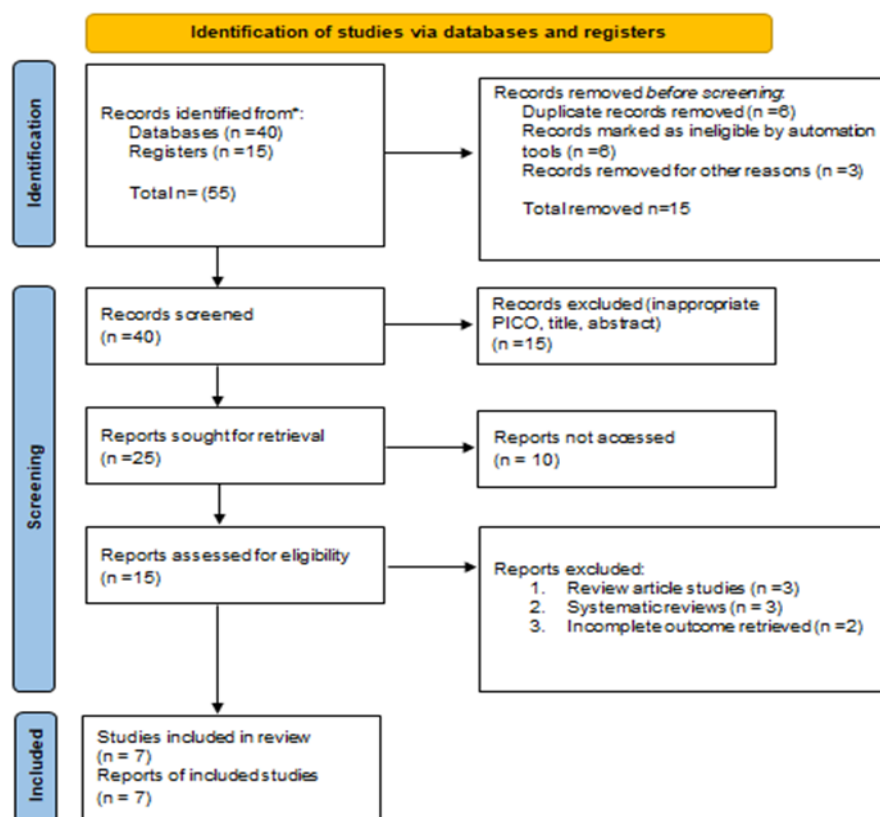 Identification of studies via databases and registers
Identification
Records identified from*:
Databases (n =40)
Registers (n =15)
Total n= (55)
Records removed before screening:
Duplicate records removed (n =6)
Records marked as ineligible by automation
tools (n =6)
Records removed for other reasons (n =3)
Total removed n=15
Screening
Records screened
(n =40)
Records excluded (inappropriate
PICO, title, abstract)
(n =15)
Reports sought for retrieval
(n =25)
Reports not accessed
(n = 10)
Reports assessed for eligibility
(n =15)
Reports excluded:
1. Review article studies (n =3)
2. Systematic reviews (n = 3)
3. Incomplete outcome retrieved (n =2)
Included
Studies included in review
(n = 7)
Reports of included studies
(n = 7)